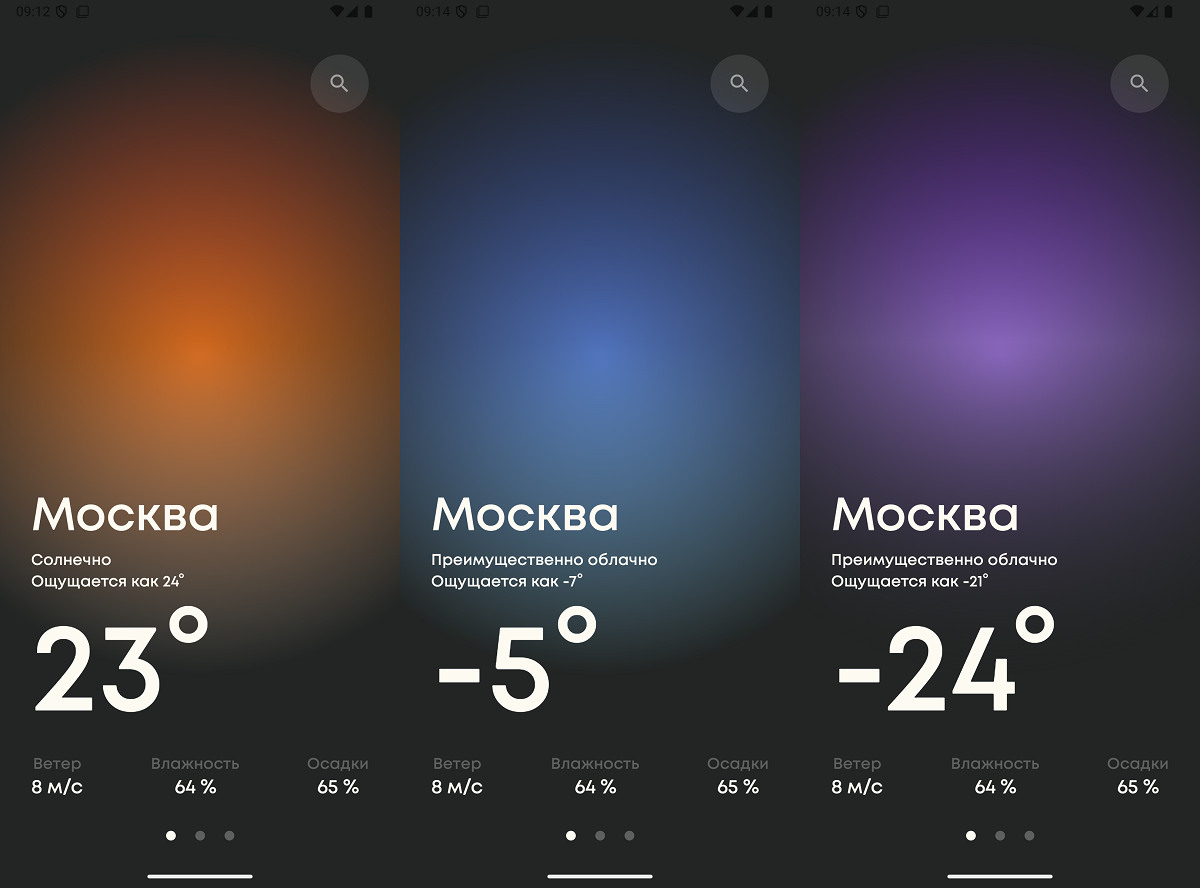 09:12
Москва
Солнечно
Ощущается как 24°
23°
Ветер Влажность Осадки
8 м/с 64 % 65 %
09:14
Москва
Преимущественно облачно
Ощущается как -7°
-5°
Ветер Влажность Осадки
8 м/с 64 % 65 %
09:14
Москва
Преимущественно облачно
Ощущается как -21°
-24°
Ветер Влажность Осадки
8 м/с 64 % 65 %